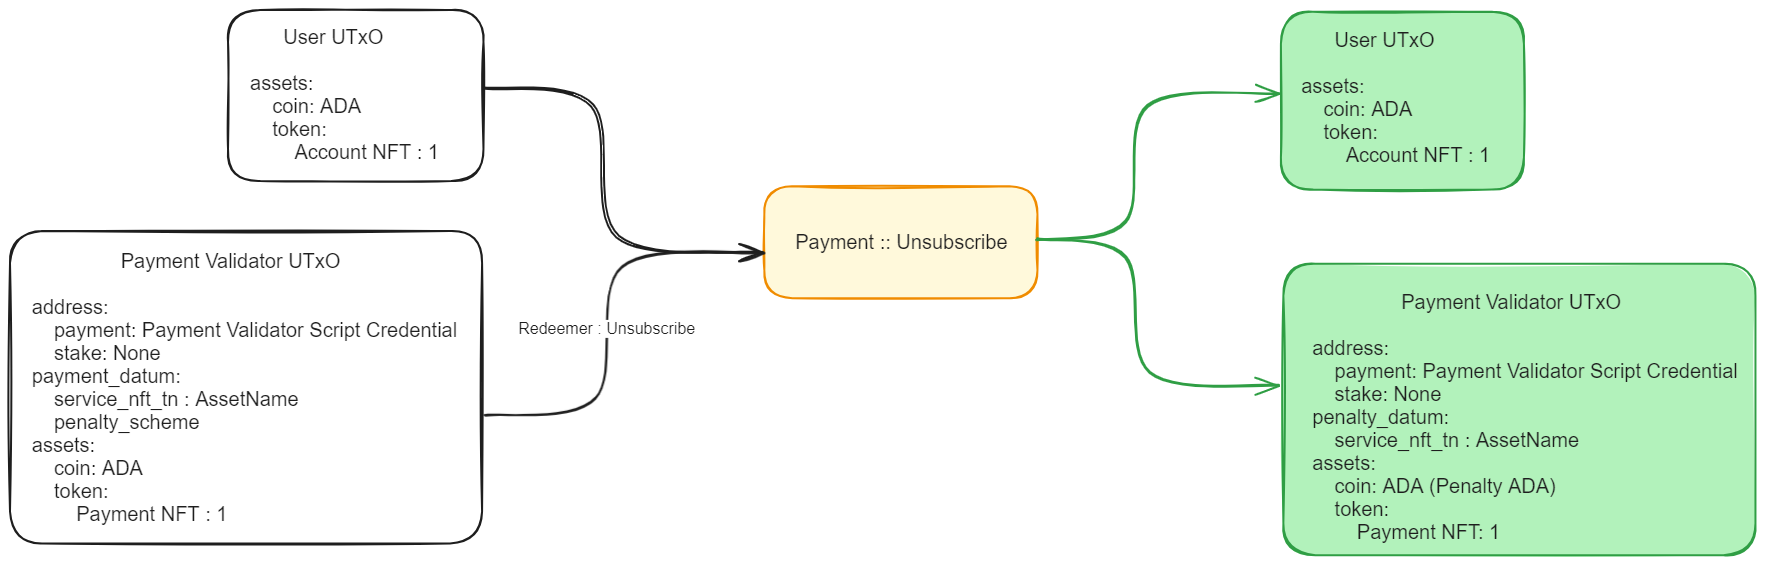 User UTxO
assets:
coin: ADA
token:
Account NFT : 1
Payment Validator UTxO
address:
payment: Payment Validator Script Credential
stake: None
payment_datum:
service_nft_tn : AssetName
penalty_scheme
assets:
coin: ADA
token:
Payment NFT : 1
Redeemer : Unsubscribe
Payment :: Unsubscribe
User UTxO
assets:
coin: ADA
token:
Account NFT : 1
Payment Validator UTxO
address:
payment: Payment Validator Script Credential
stake: None
penalty_datum:
service_nft_tn : AssetName
assets:
coin: ADA (Penalty ADA)
token:
Payment NFT: 1